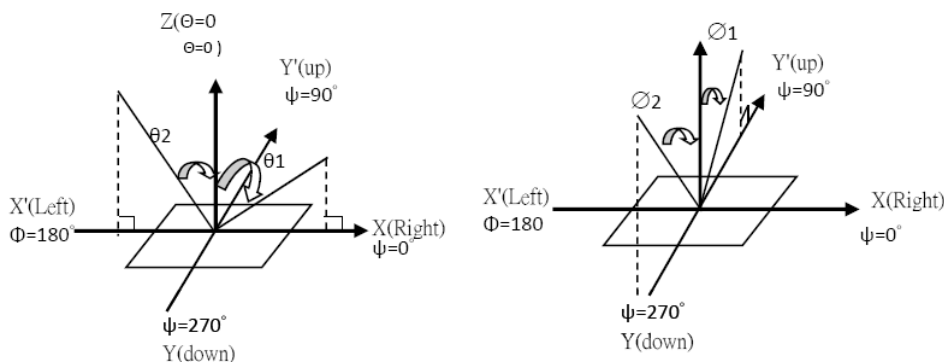 Z(Θ=0
Θ=0 )
Y'(up)
ψ=90°
θ2
θ1
X'(Left)
Φ=180°
X(Right)
ψ=0°
ψ=270°
Y(down)
∅1
Y'(up)
ψ=90°
∅2
X'(Left)
Φ=180
X(Right)
ψ=0°
ψ=270°
Y(down)